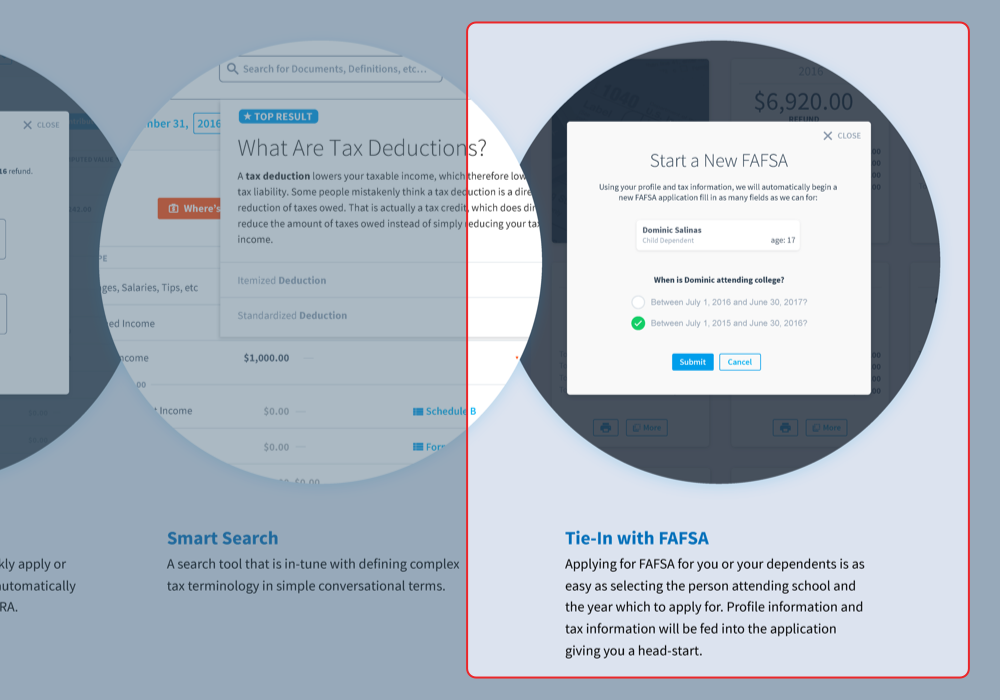 CLOSE
16 refund.
kly apply or
automatically
RA.
Search for Documents, Definitions, etc...
mber 31, 2016
TOP RESULT
What Are Tax Deductions?
A tax deduction lowers your taxable income, which therefore low
tax liability. Some people mistakenly think a tax deduction is a dire
reduction of taxes owed. That is actually a tax credit, which does dir
reduce the amount of taxes owed instead of simply reducing your ta
income.
Where's
Itemized Deduction
ges, Salaries, Tips, etc
Standardized Deduction
ed Income
ncome $1,000.00
Income $0.00 Schedule B
$0.00 For
$0.00
Smart Search
A search tool that is in-tune with defining complex
tax terminology in simple conversational terms.
2016
$6,920.00
REFUND
CLOSE
Start a New FAFSA
Using your profile and tax information, we will automatically begin a
new FAFSA application fill in as many fields as we can for:
Dominic Salinas
Child Dependent age: 17
When is Dominic attending college?
Between July 1, 2016 and June 30, 2017?
Between July 1, 2015 and June 30, 2016?
Submit Cancel
More More
Tie-In with FAFSA
Applying for FAFSA for you or your dependents is as
easy as selecting the person attending school and
the year which to apply for. Profile information and
tax information will be fed into the application
giving you a head-start.